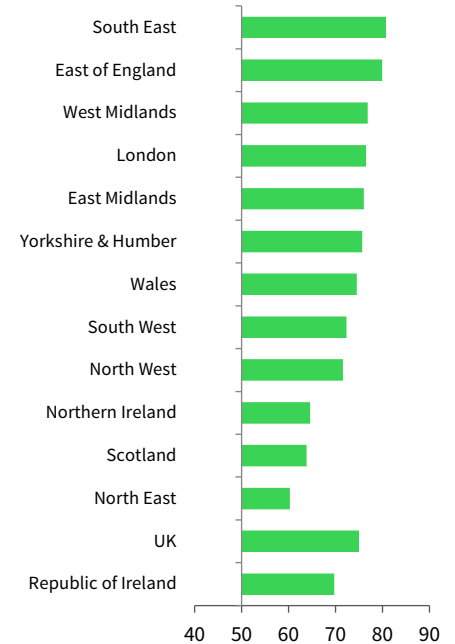 South East
East of England
West Midlands
London
East Midlands
Yorkshire & Humber
Wales
South West
North West
Northern Ireland
Scotland
North East
UK
Republic of Ireland
40 50 60 70 80 90